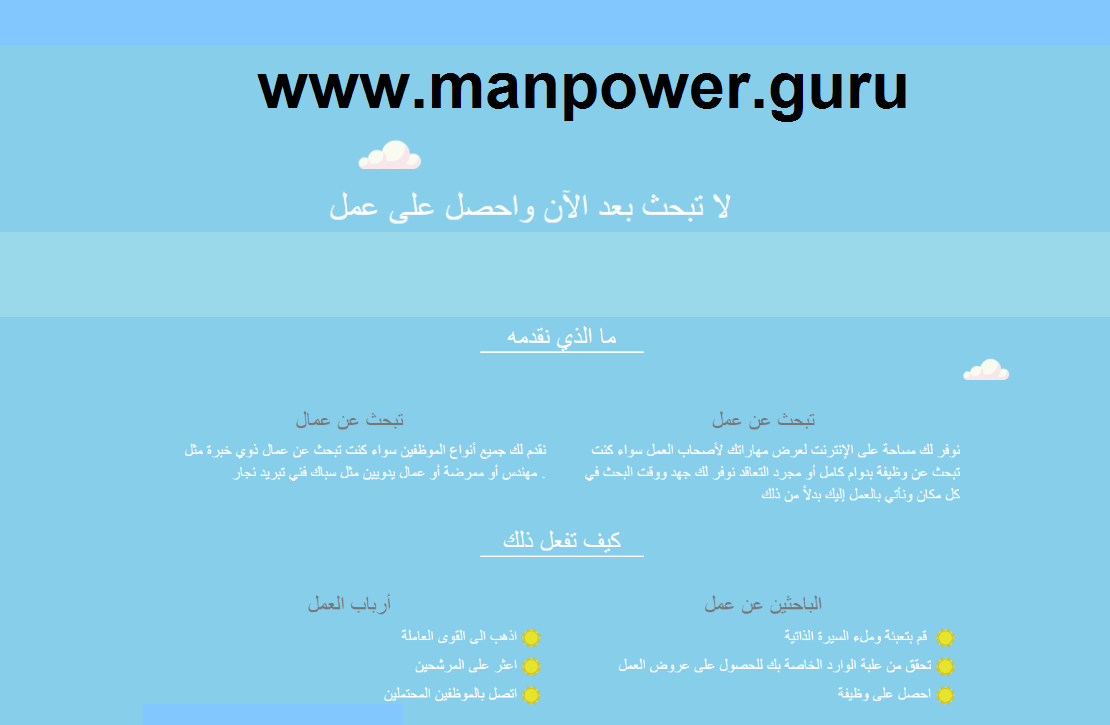 www.manpower.guru
لا تبحث بعد الآن واحصل على عمل
ما الذي نقدمه
تبحث عن عمل
نوفر لك مساحة على الإنترنت لعرض مهاراتك لأصحاب العمل سواء كنت
تبحث عن وظيفة بدوام كامل أو مجرد التعاقد نوفر لك جهد ووقت البحث في
كل مكان ونأتي بالعمل إليك بدلاً من ذلك
تبحث عن عمال
نقدم لك جميع أنواع الموظفين سواء كنت تبحث عن عمال ذوي خبرة مثل
. مهندس أو ممرضة أو عمال يدويين مثل سباك فني تبريد نجار
كيف تفعل ذلك
الباحثين عن عمل
قم بتعبئة وملء السيرة الذاتية
تحقق من علبة الوارد الخاصة بك للحصول على عروض العمل
احصل على وظيفة
أرباب العمل
اذهب الى القوى العاملة
اعثر على المرشحين
اتصل بالموظفين المحتملين